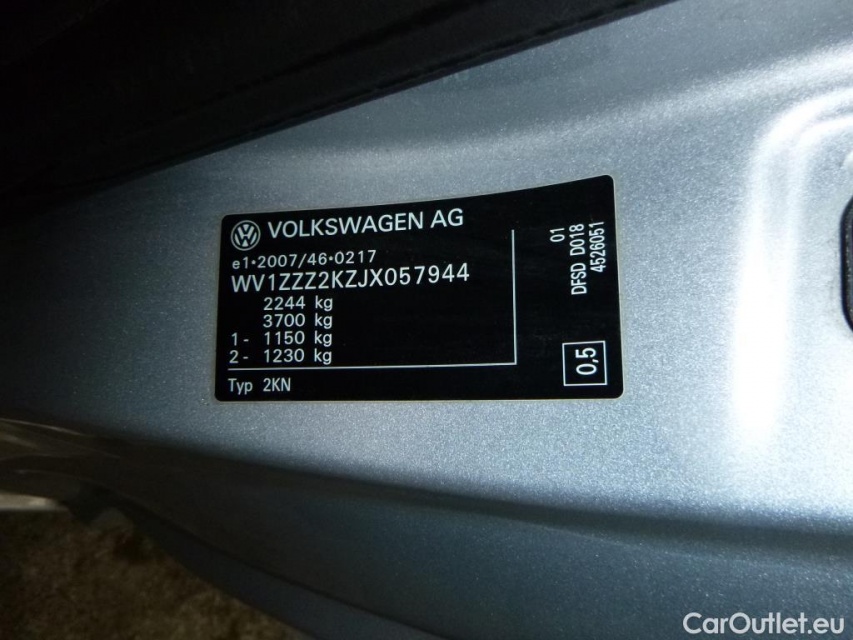 VOLKSWAGEN AG
e1•2007/46•0217
WV1ZZZ2KZJX057944
2244 kg
3700 kg
1- 1150 kg
2- 1230 kg
Typ 2KN
01
DFSD D018
4526051
0,5
CarOutlet.eu